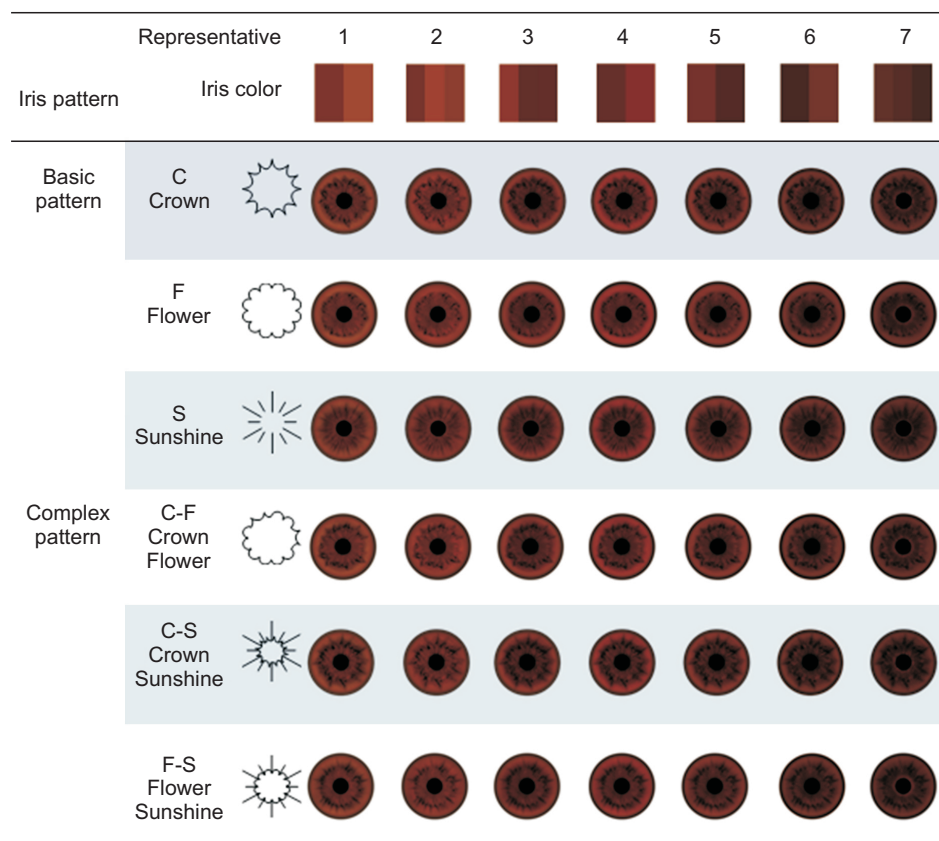 Representative 1 2 3 4 5 6 7
Iris color
Iris pattern
Basic
pattern
C
Crown
F
Flower
S
Sunshine
Complex
pattern
C-F
Crown
Flower
C-S
Crown
Sunshine
F-S
Flower
Sunshine